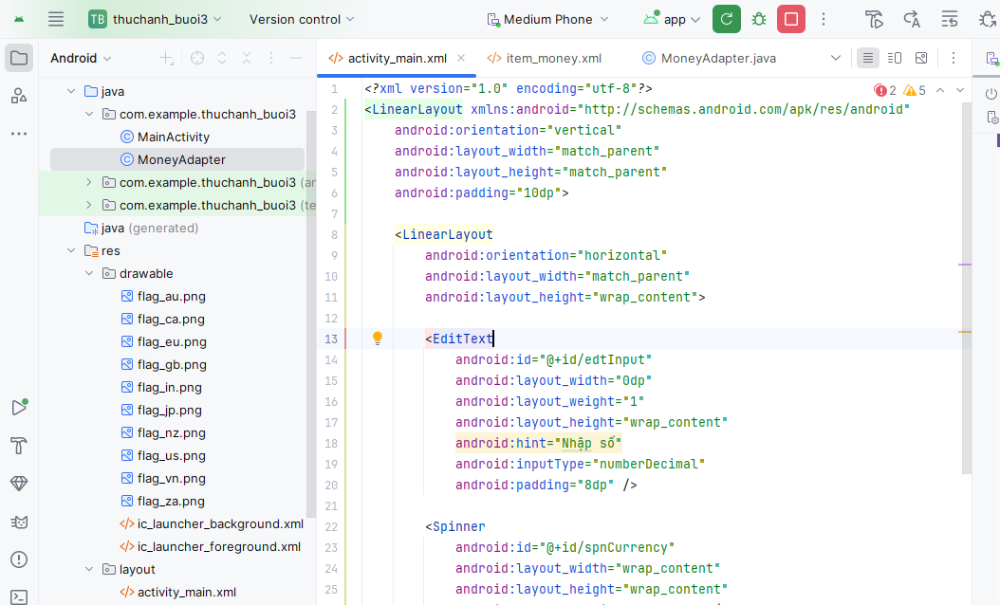 TB thuchanh_buoi3 Version control Medium Phone app
Android
activity_main.xml item_money.xml MoneyAdapter.java
java
com.example.thuchanh_buoi3
MainActivity
MoneyAdapter
com.example.thuchanh_buoi3 (ar
com.example.thuchanh_buoi3 (te
java (generated)
res
drawable
flag_au.png
flag_ca.png
flag_eu.png
flag_gb.png
flag_in.png
flag_jp.png
flag_nz.png
flag_us.png
flag_vn.png
flag_za.png
ic_launcher_background.xml
ic_launcher_foreground.xml
layout
activity_main.xml
2 5
1 <?xml version="1.0" encoding="utf-8"?>
2 <LinearLayout xmlns:android="http://schemas.android.com/apk/res/android"
3 android:orientation="vertical"
4 android:layout_width="match_parent"
5 android:layout_height="match_parent"
6 android:padding="10dp">
7
8 <LinearLayout
9 android:orientation="horizontal"
10 android:layout_width="match_parent"
11 android:layout_height="wrap_content">
12
13 <EditText
14 android:id="@+id/edtInput"
15 android:layout_width="0dp"
16 android:layout_weight="1"
17 android:layout_height="wrap_content"
18 android:hint="Nhập số"
19 android:inputType="numberDecimal"
20 android:padding="8dp" />
21
22 <Spinner
23 android:id="@+id/spnCurrency"
24 android:layout_width="wrap_content"
25 android:layout_height="wrap_content"